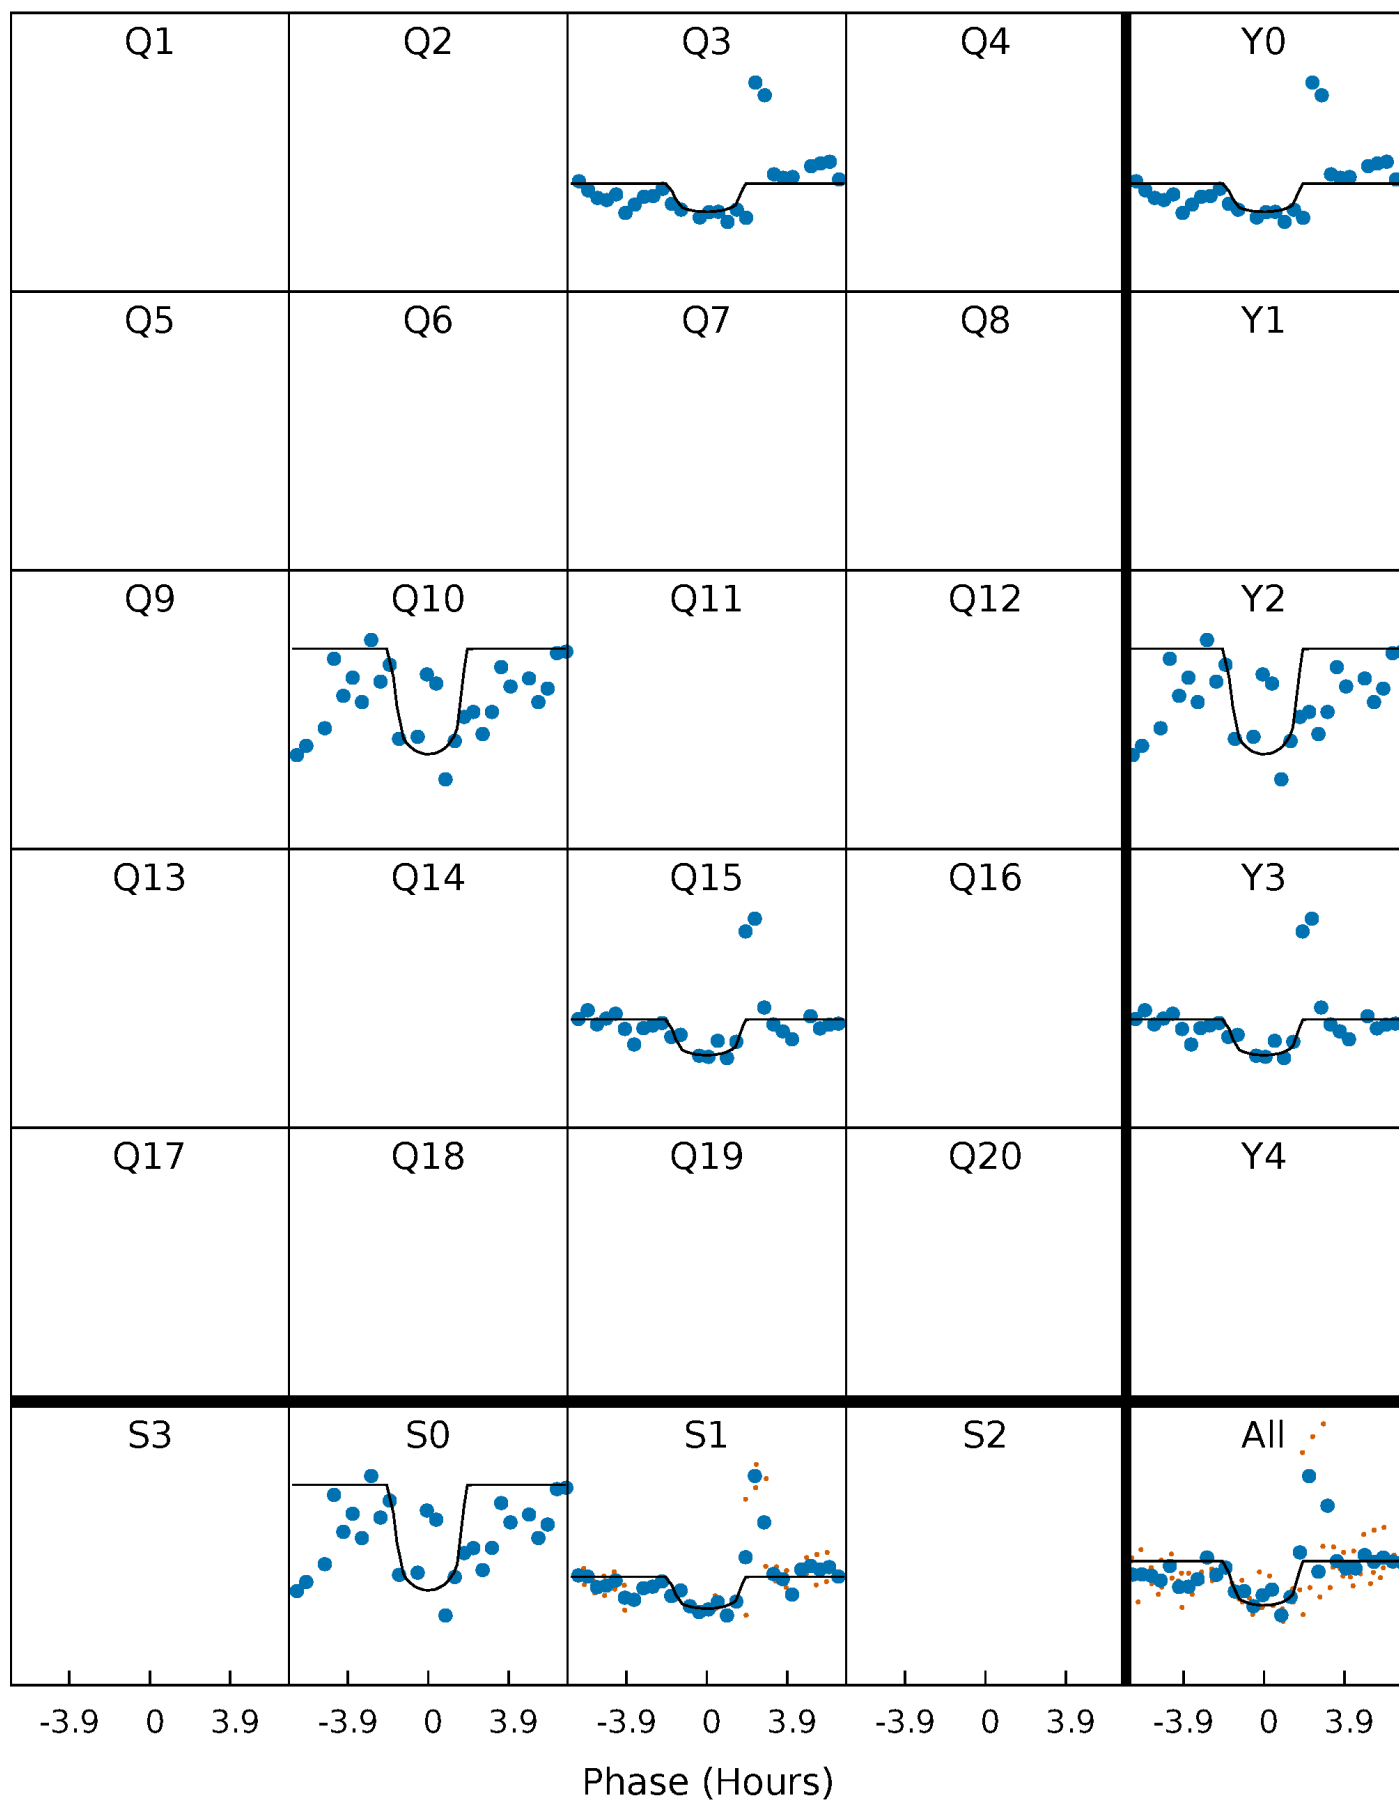 Q1 Q2 Q3 Q4 Y0
Q5 Q6 Q7 Q8 Y1
Q9 Q10 Q11 Q12 Y2
Q13 Q14 Q15 Q16 Y3
Q17 Q18 Q19 Q20 Y4
S3 S0 S1 S2 All
-3.9 0 3.9 -3.9 0 3.9 -3.9 0 3.9 -3.9 0 3.9 -3.9 0 3.9
Phase (Hours)